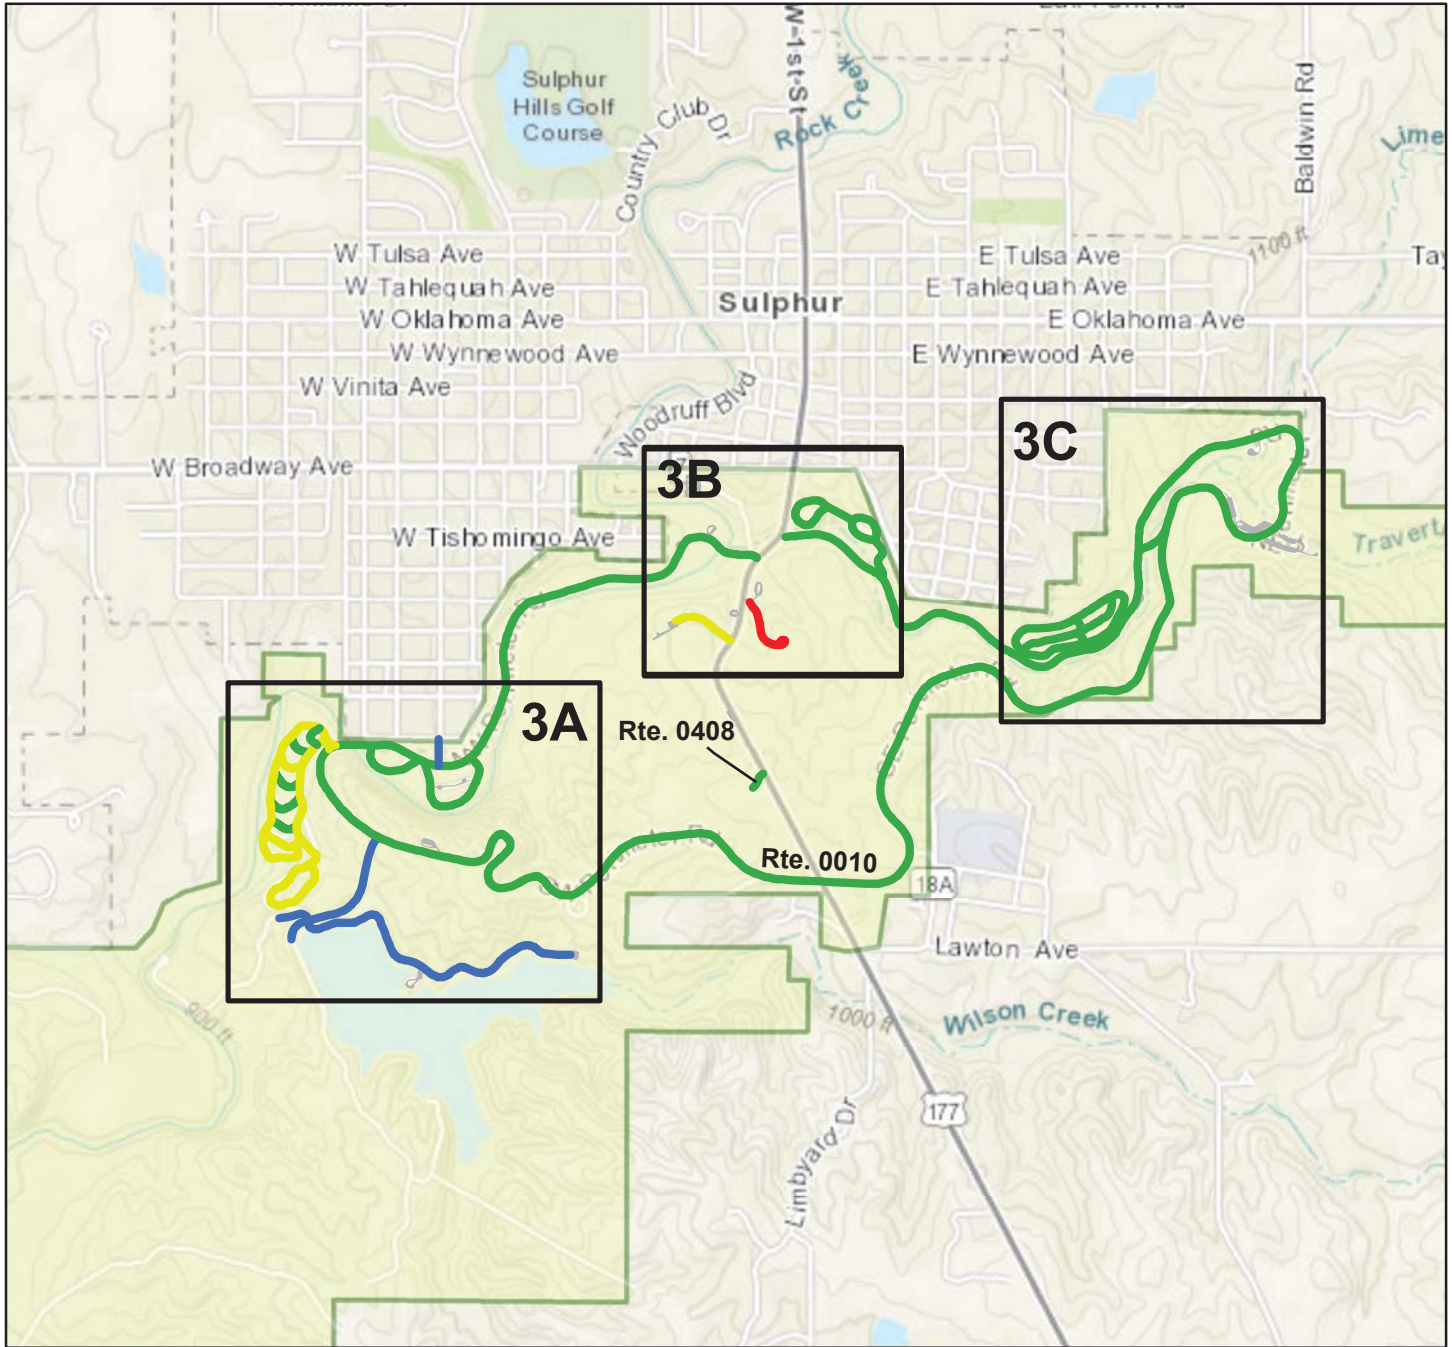 W 1st St
Rock Creek
Baldwin Rd
Lime
Sulphur
Hills Golf
Course
Country Club Dr
W Tulsa Ave
E Tulsa Ave
1100 ft
W Tahlequah Ave
E Tahlequah Ave
Sulphur
W Oklahoma Ave
E Oklahoma Ave
W Wynnewood Ave
E Wynnewood Ave
W Vinita Ave
Woodruff Blvd
3C
W Broadway Ave
3B
W Tishomingo Ave
Travert
3A
Rte. 0408
Rte. 0010
18A
Lawton Ave
900 ft
1000 ft
Wilson Creek
177
Limbyard Dr